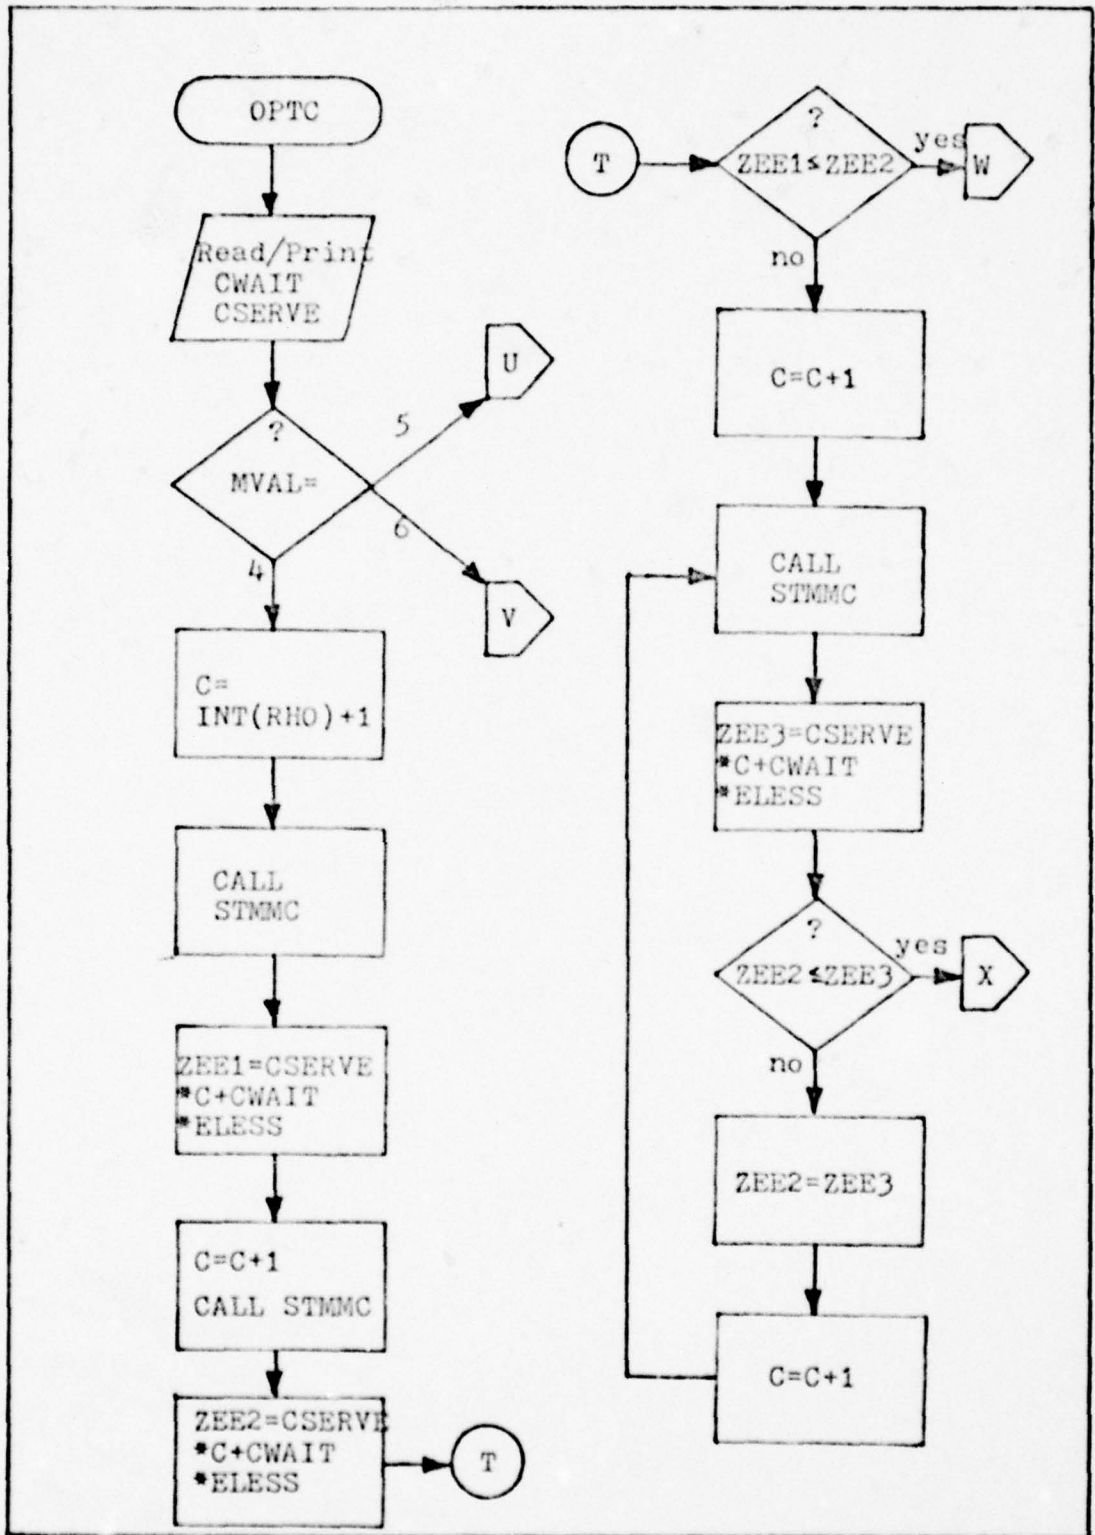 OPTC
Read/Print
CWAIT
CSERVE
?
MVAL=
5
U
6
V
4
C=
INT(RHO)+1
CALL
STMMC
ZEE1=CSERVE
*C+CWAIT
*ELESS
C=C+1
CALL STMMC
ZEE2=CSERVE
*C+CWAIT
*ELESS
T
T
?
ZEE1≤ZEE2
yes
W
no
C=C+1
CALL
STMMC
ZEE3=CSERVE
*C+CWAIT
*ELESS
?
ZEE2≤ZEE3
yes
X
no
ZEE2=ZEE3
C=C+1